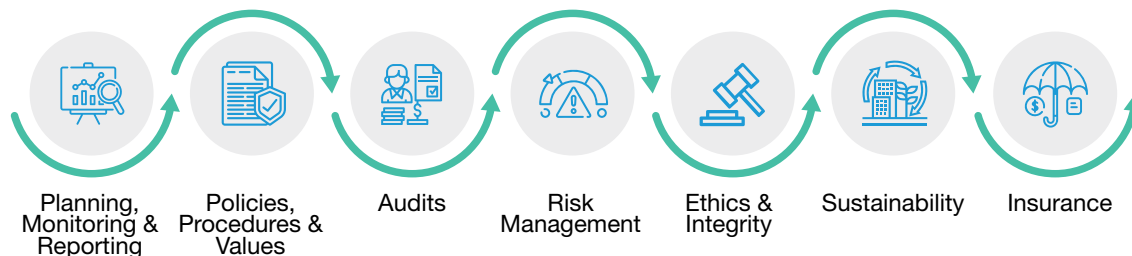 Planning,
Monitoring &
Reporting
Policies,
Procedures &
Values
Audits
Risk
Management
Ethics &
Integrity
Sustainability
Insurance